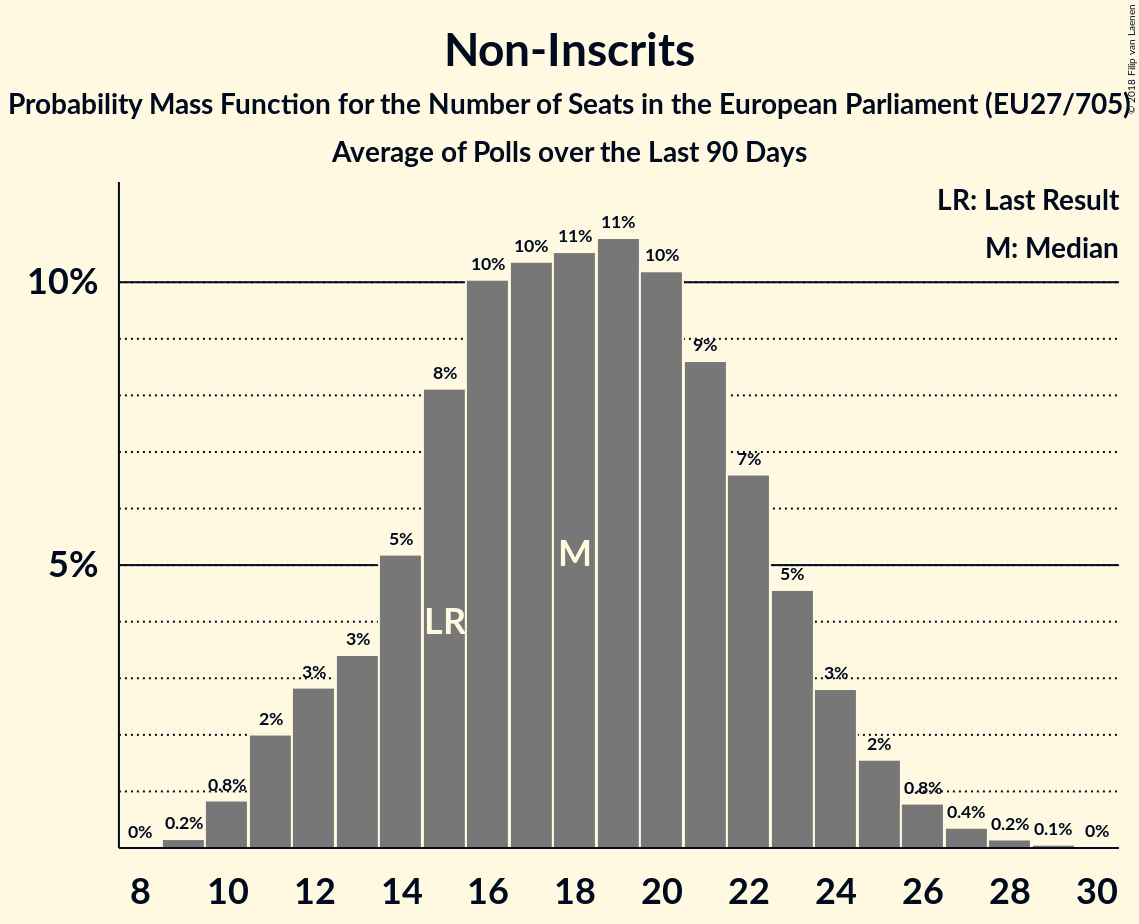 Non-Inscrits
Probability Mass Function for the Number of Seats in the European Parliament (EU27/705)
Average of Polls over the Last 90 Days
© 2018 Filip van Laenen
LR: Last Result
M: Median
10%
5%
0%
0.2%
0.8%
2%
3%
3%
5%
8%
10%
10%
11%
11%
10%
9%
7%
5%
3%
2%
0.8%
0.4%
0.2%
0.1%
0%
LR
M
8 10 12 14 16 18 20 22 24 26 28 30